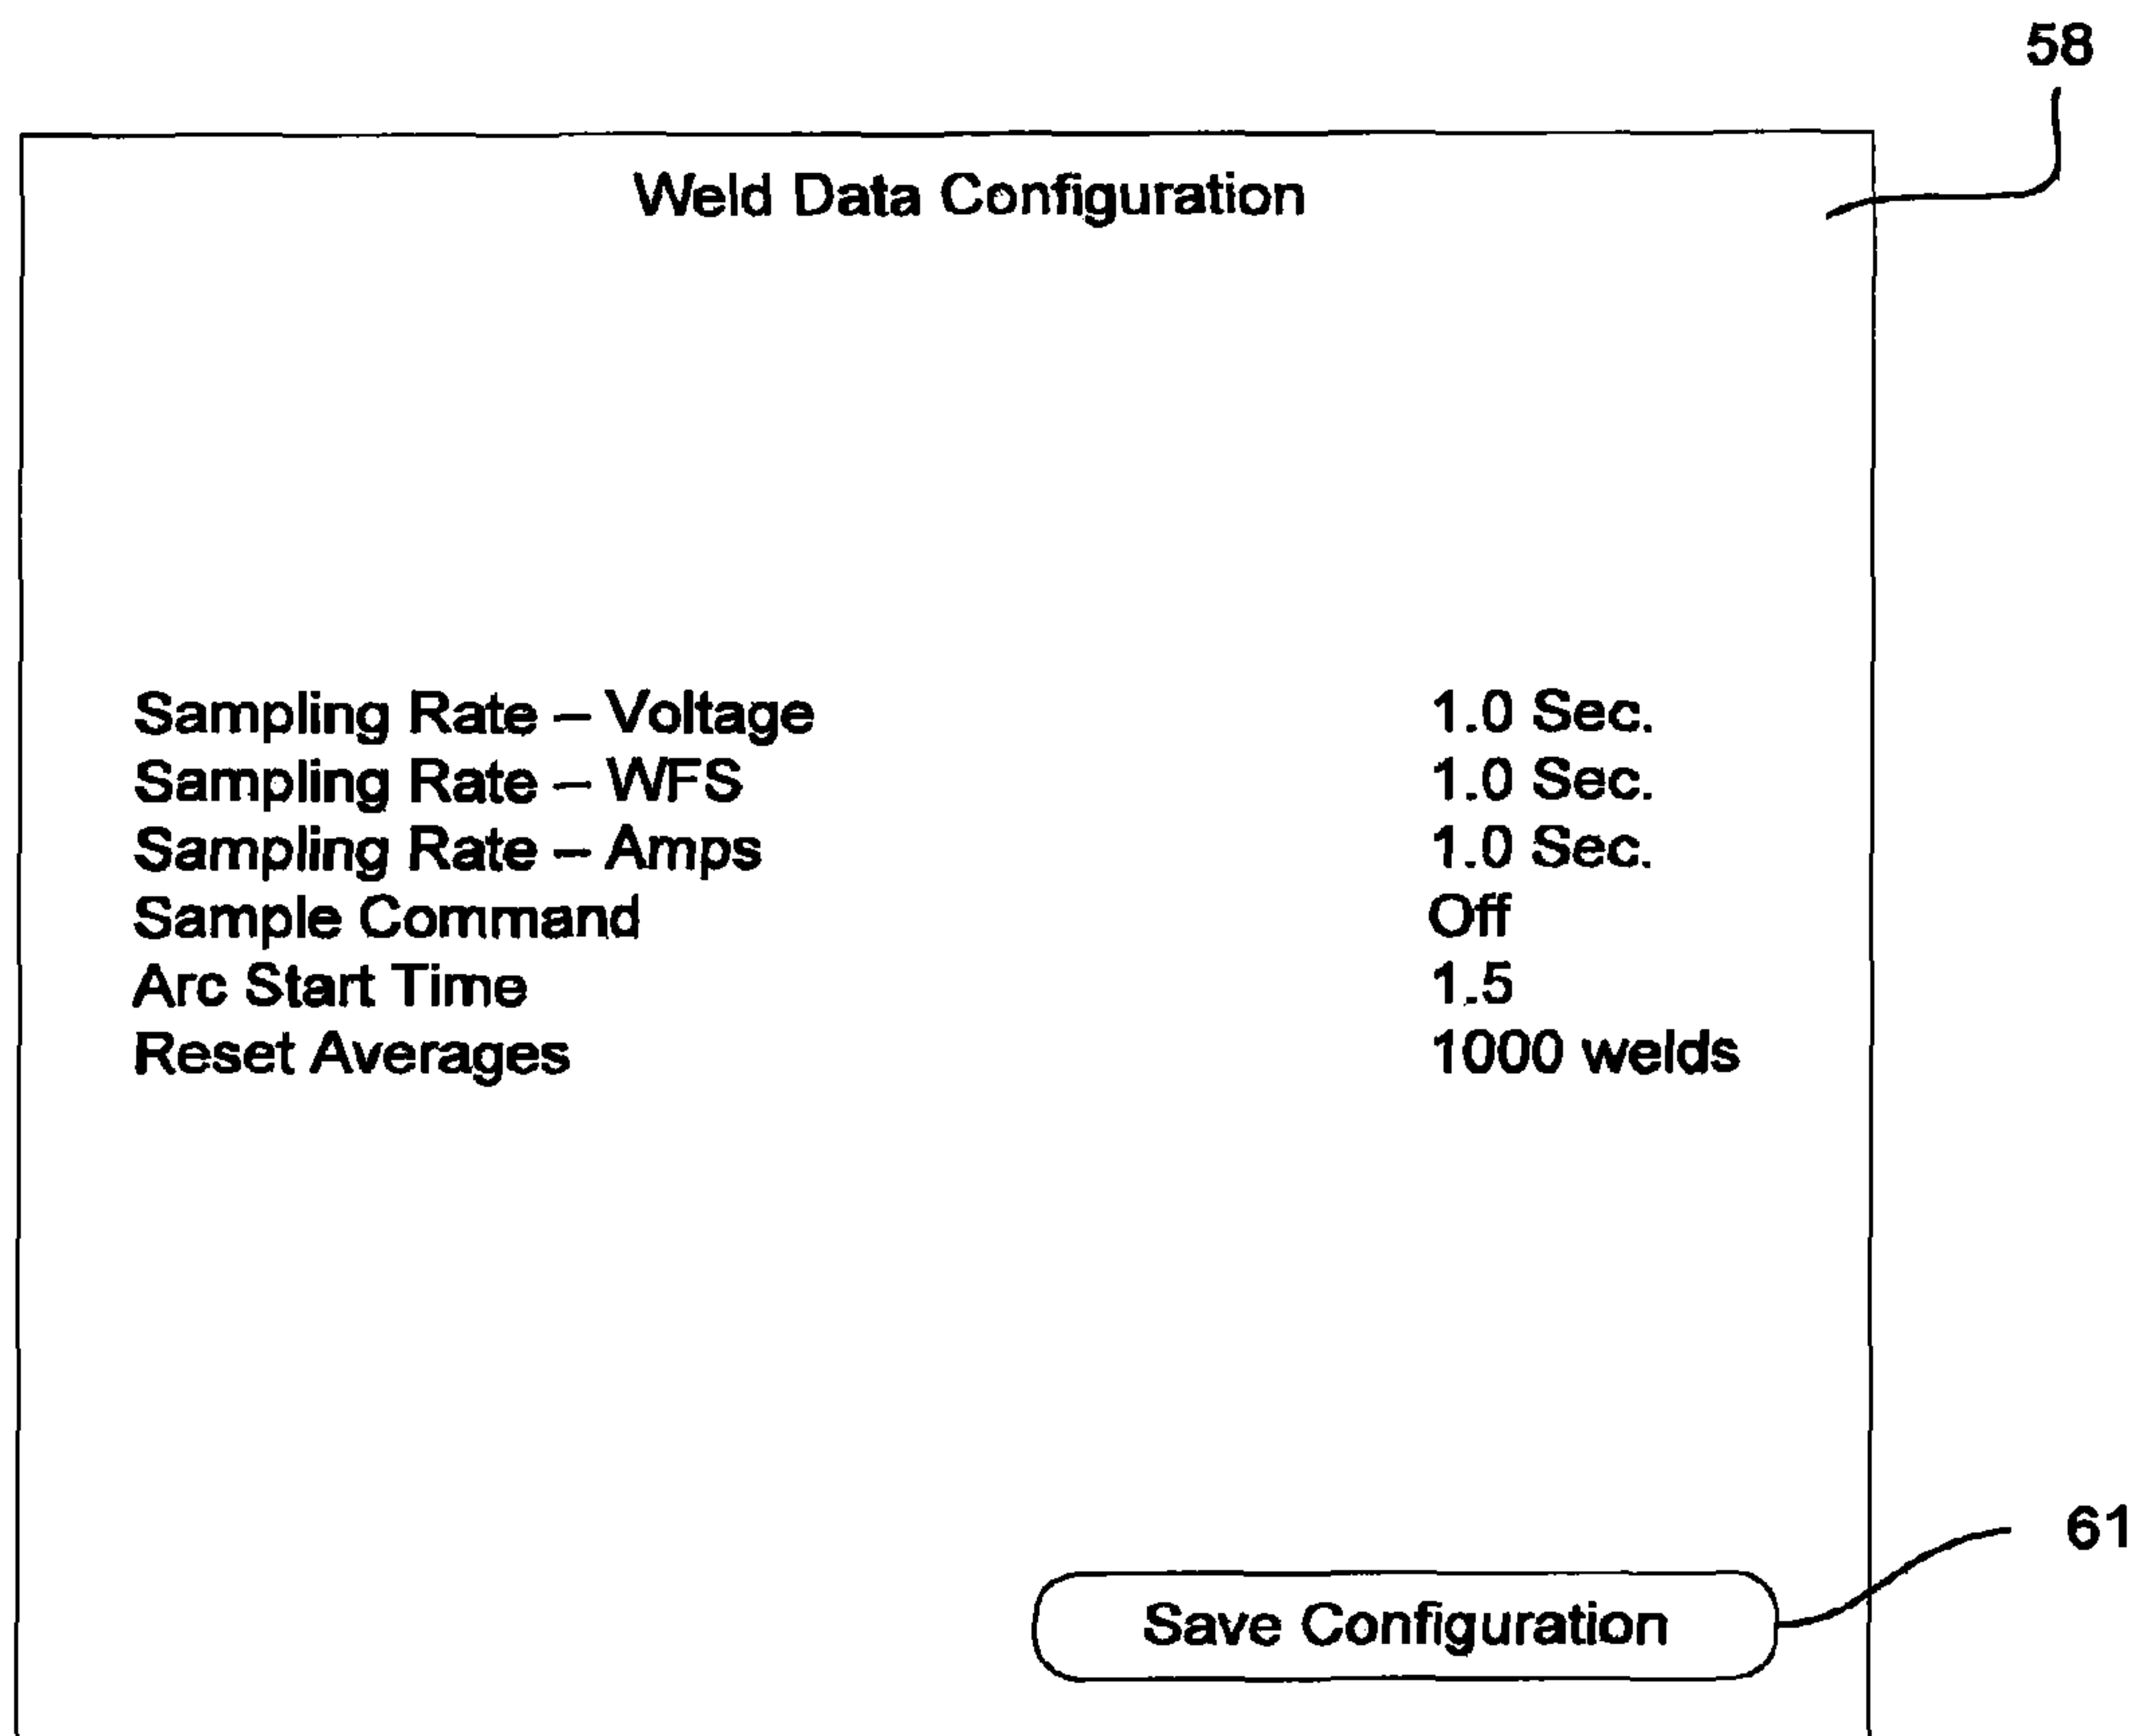 58
Weld Data Configuration
Sampling Rate – Voltage 1.0 Sec.
Sampling Rate – WFS 1.0 Sec.
Sampling Rate – Amps 1.0 Sec.
Sample Command Off
Arc Start Time 1.5
Reset Averages 1000 welds
61
Save Configuration